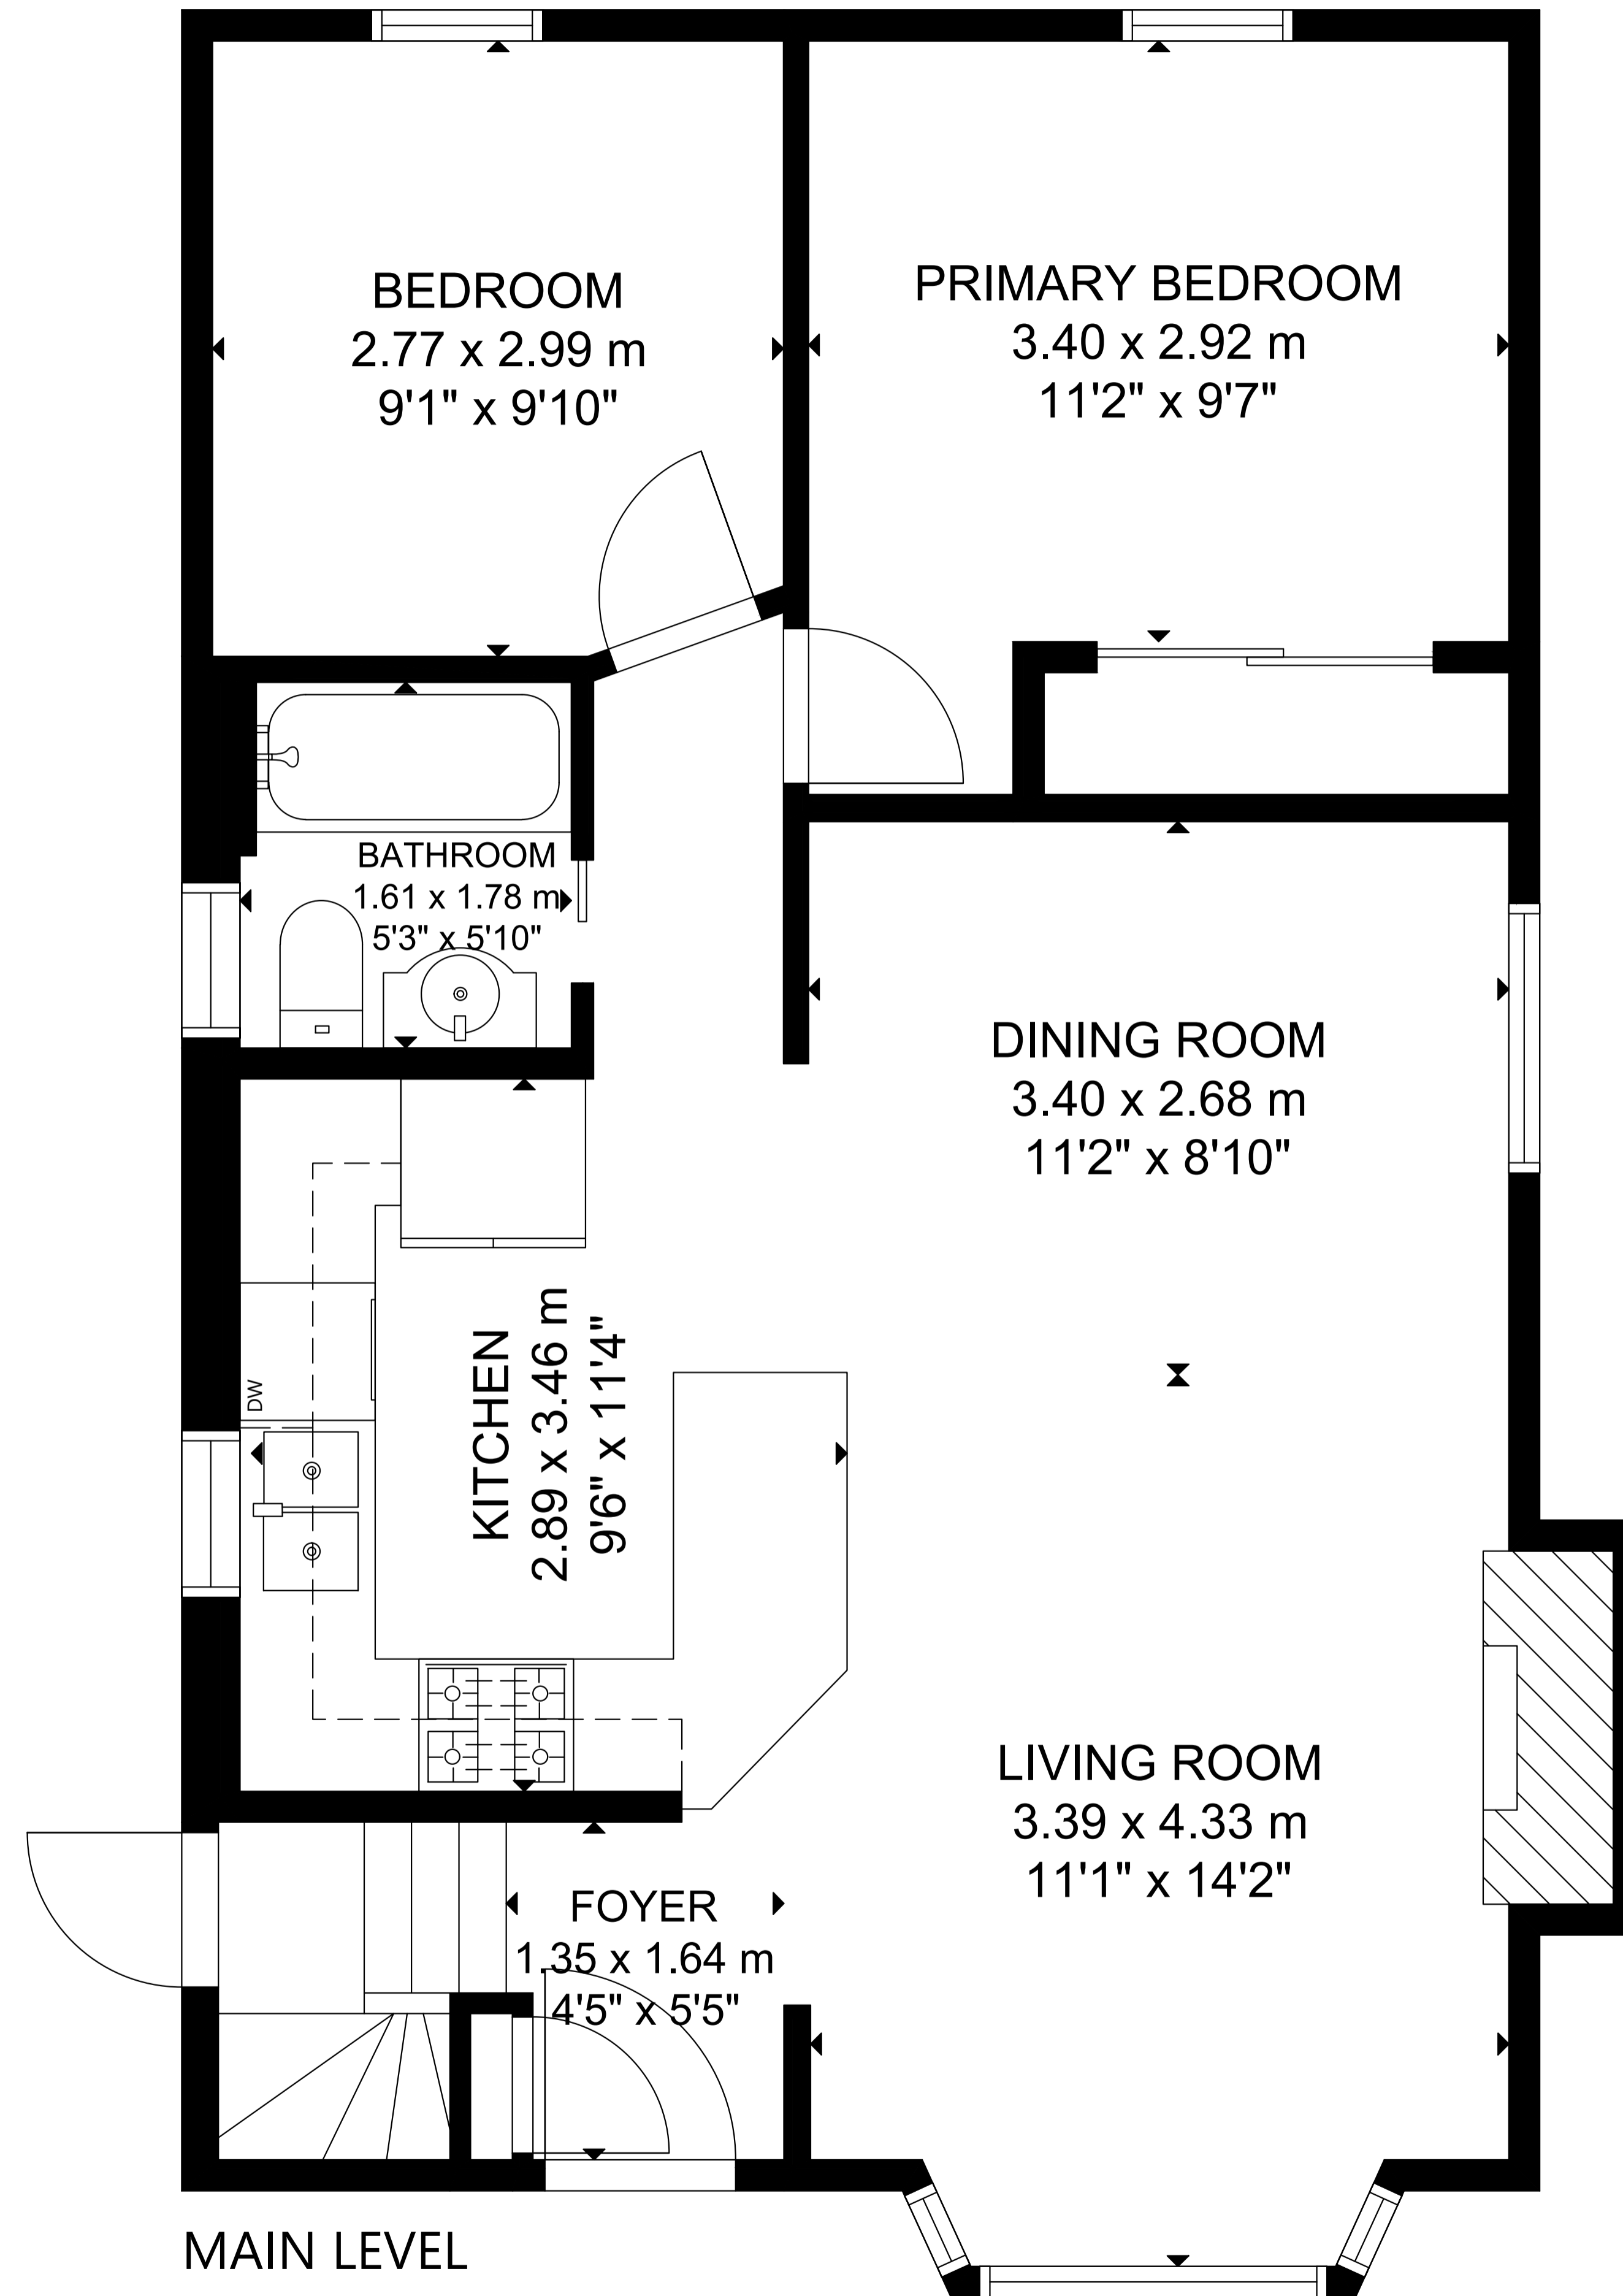 BEDROOM
2.77 x 2.99 m
9'1" x 9'10"
PRIMARY BEDROOM
3.40 x 2.92 m
11'2" x 9'7"
BATHROOM
1.61 x 1.78 m
5'3" x 5'10"
DINING ROOM
3.40 x 2.68 m
11'2" x 8'10"
DW
KITCHEN
2.89 x 3.46 m
9'6" x 11'4"
LIVING ROOM
3.39 x 4.33 m
11'1" x 14'2"
FOYER
1.35 x 1.64 m
4'5" x 5'5"
MAIN LEVEL